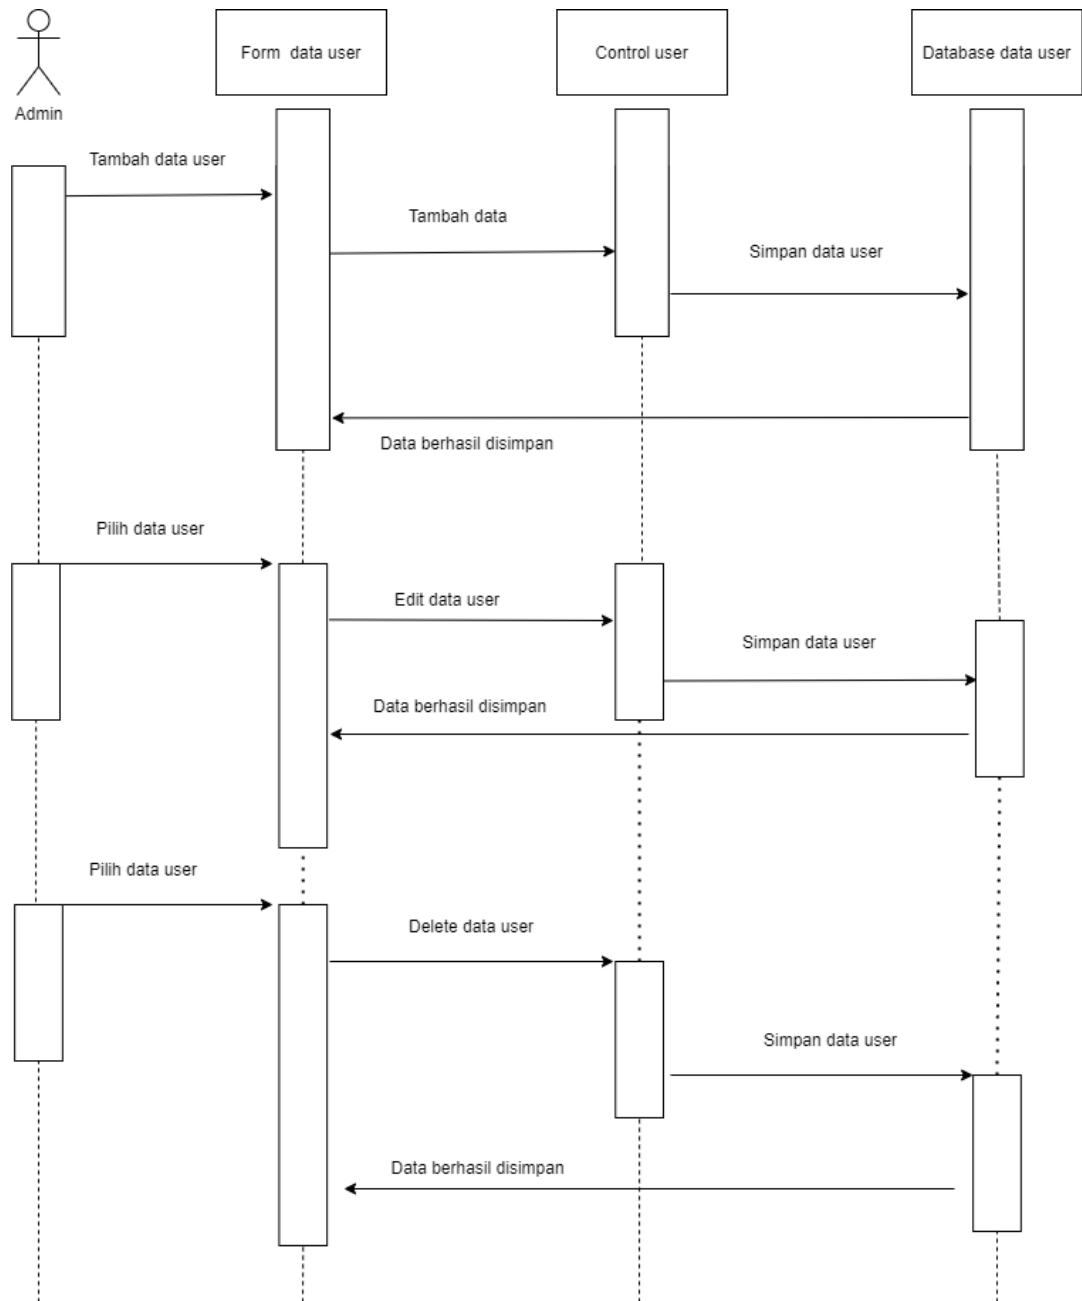 Form data user
Control user
Database data user
Admin
Tambah data user
Tambah data
Simpan data user
Data berhasil disimpan
Pilih data user
Edit data user
Simpan data user
Data berhasil disimpan
Pilih data user
Delete data user
Simpan data user
Data berhasil disimpan